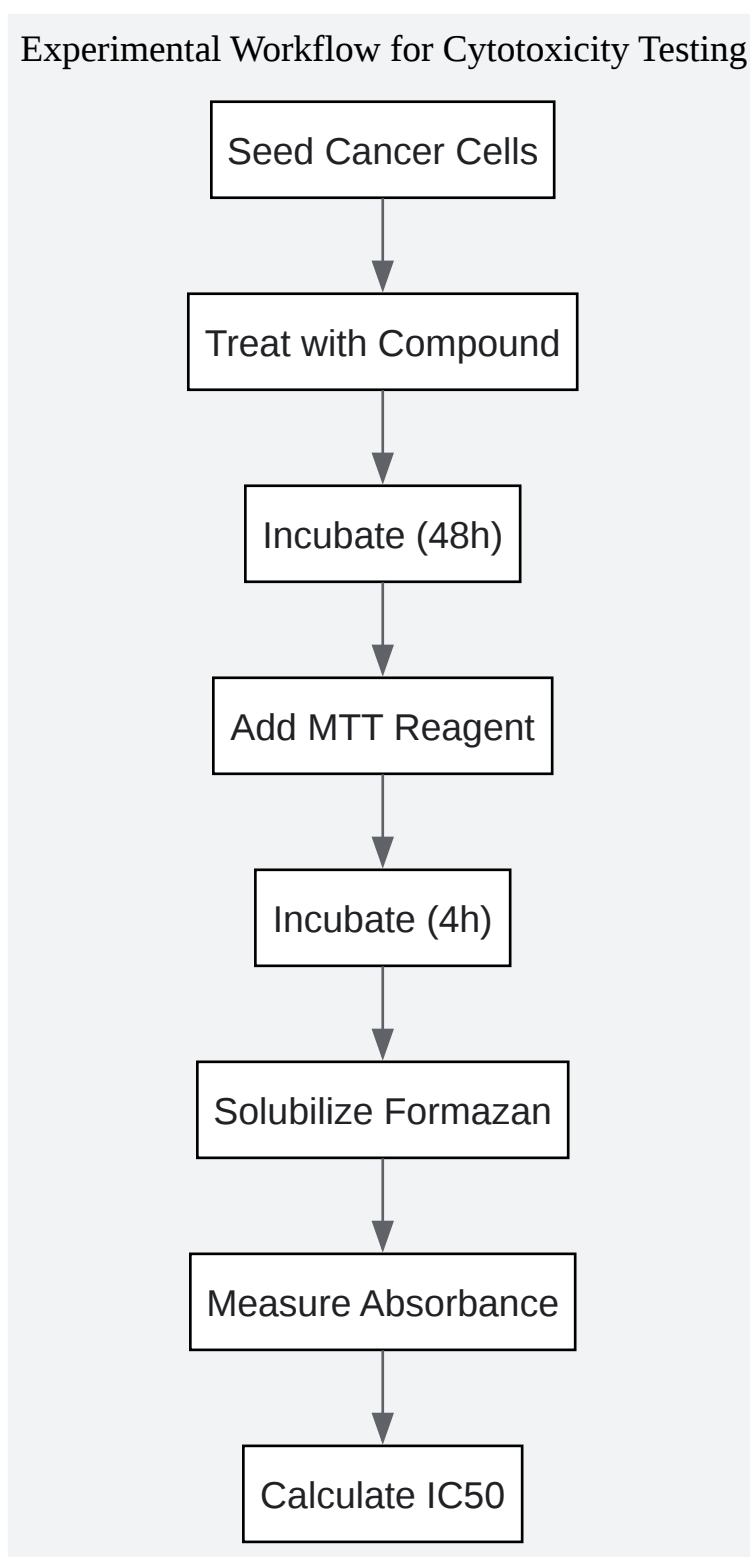 Experimental Workflow for Cytotoxicity Testing
Seed Cancer Cells
Treat with Compound
Incubate (48h)
Add MTT Reagent
Incubate (4h)
Solubilize Formazan
Measure Absorbance
Calculate IC50